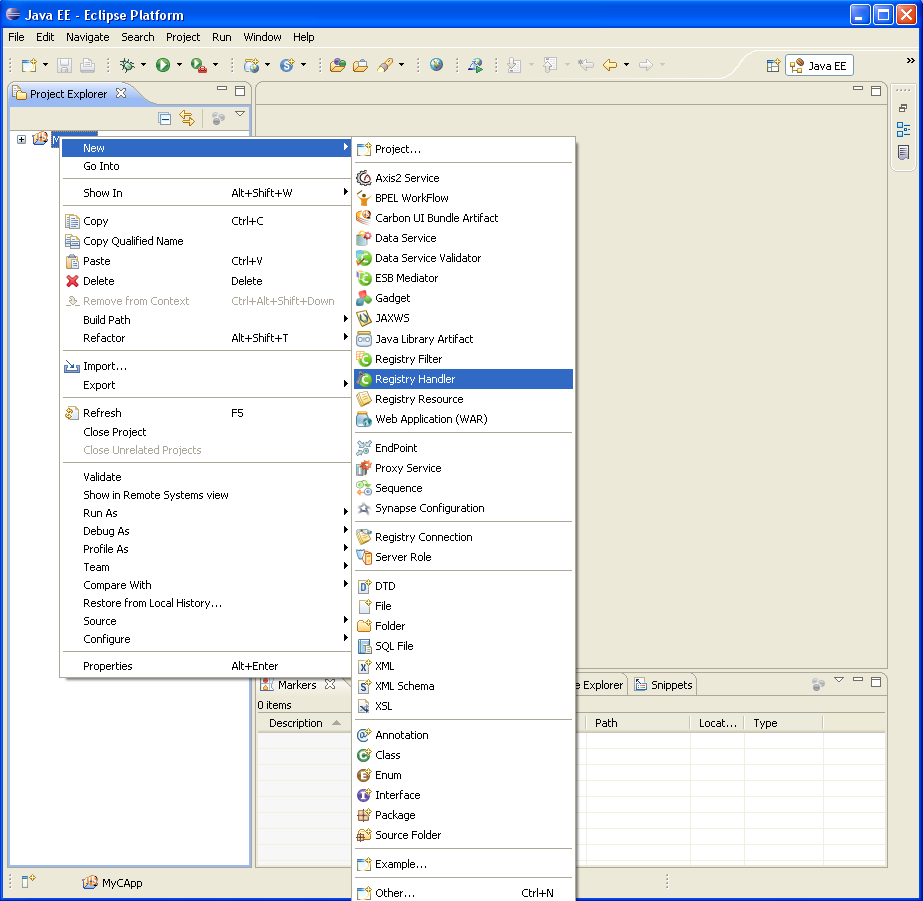 Java EE - Eclipse Platform
File Edit Navigate Search Project Run Window Help
Java EE
Project Explorer
New
Go Into
Show In Alt+Shift+W
Copy Ctrl+C
Copy Qualified Name
Paste Ctrl+V
Delete Delete
Remove from Context Ctrl+Alt+Shift+Down
Build Path
Refactor Alt+Shift+T
Import...
Export
Refresh F5
Close Project
Close Unrelated Projects
Validate
Show in Remote Systems view
Run As
Debug As
Profile As
Team
Compare With
Restore from Local History...
Source
Configure
Properties Alt+Enter
Project...
Axis2 Service
BPEL WorkFlow
Carbon UI Bundle Artifact
Data Service
Data Service Validator
ESB Mediator
Gadget
JAXWS
Java Library Artifact
Registry Filter
Registry Handler
Registry Resource
Web Application (WAR)
EndPoint
Proxy Service
Sequence
Synapse Configuration
Registry Connection
Server Role
DTD
File
Folder
SQL File
XML
XML Schema
XSL
Annotation
Class
Enum
Interface
Package
Source Folder
Example...
Other... Ctrl+N
Markers
e Explorer Snippets
0 items
Description Path Locat... Type
MyCApp